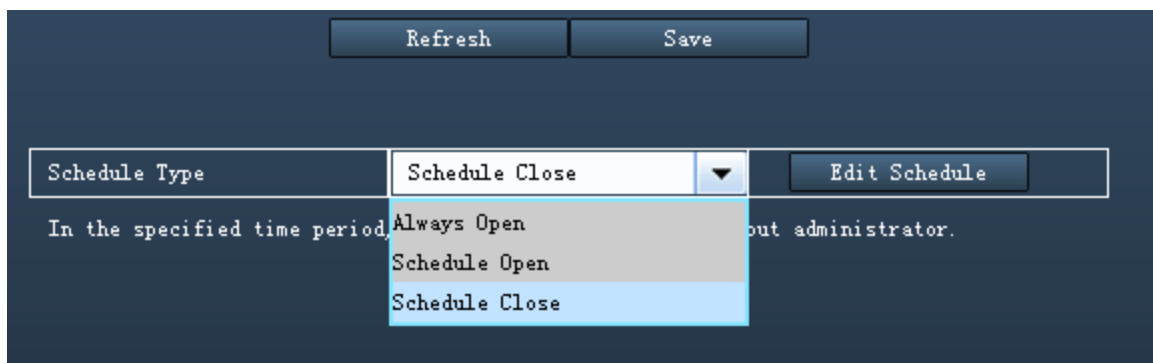 Refresh Save
Schedule Type Schedule Close Edit Schedule
In the specified time period, out administrator.
Always Open
Schedule Open
Schedule Close